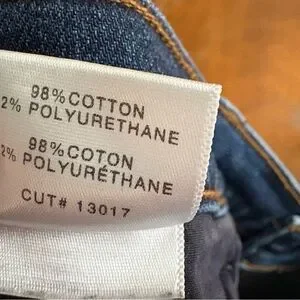 98% COTTON
2% POLYURETHANE
98% COTON
2% POLYURÉTHANE
CUT# 13017